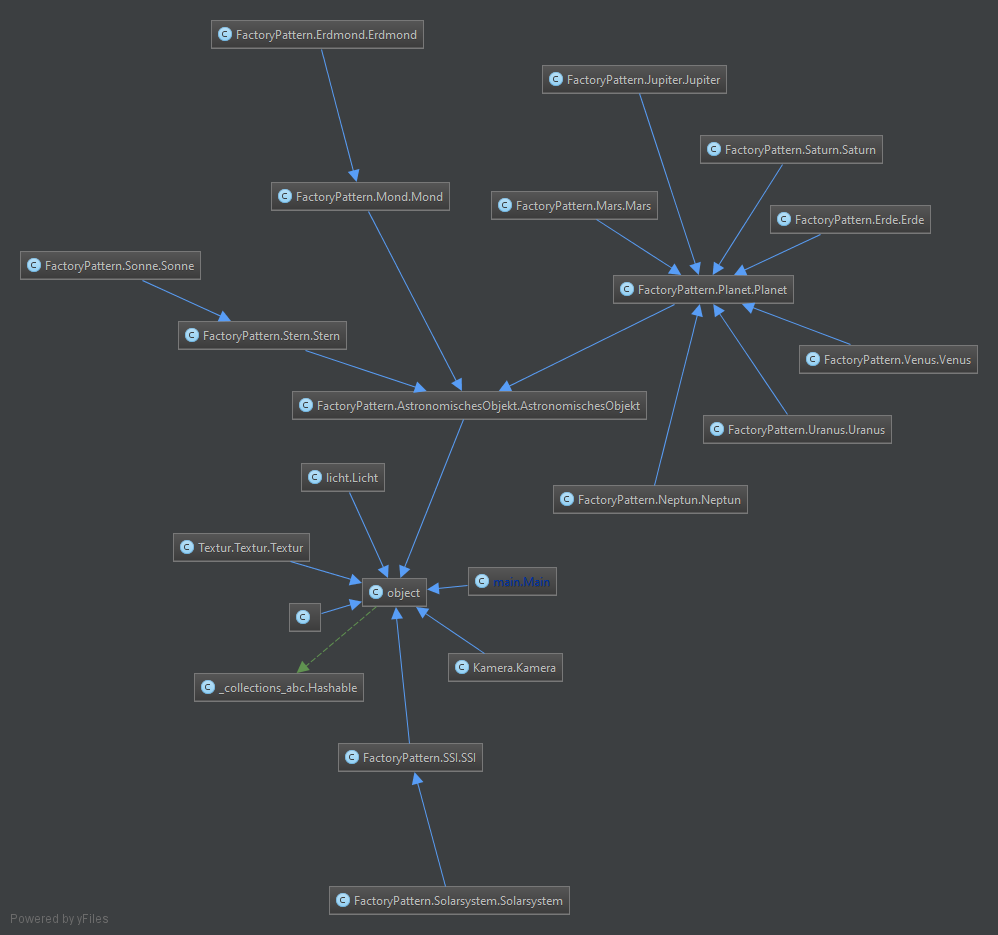 FactoryPattern.Erdmond.Erdmond
FactoryPattern.Jupiter.Jupiter
FactoryPattern.Saturn.Saturn
FactoryPattern.Mond.Mond
FactoryPattern.Mars.Mars
FactoryPattern.Erde.Erde
FactoryPattern.Sonne.Sonne
FactoryPattern.Planet.Planet
FactoryPattern.Stern.Stern
FactoryPattern.Venus.Venus
FactoryPattern.AstronomischesObjekt.AstronomischesObjekt
FactoryPattern.Uranus.Uranus
licht.Licht
FactoryPattern.Neptun.Neptun
Textur.Textur.Textur
main.Main
object
Kamera.Kamera
_collections_abc.Hashable
FactoryPattern.SSI.SSI
FactoryPattern.Solarsystem.Solarsystem
Powered by yFiles